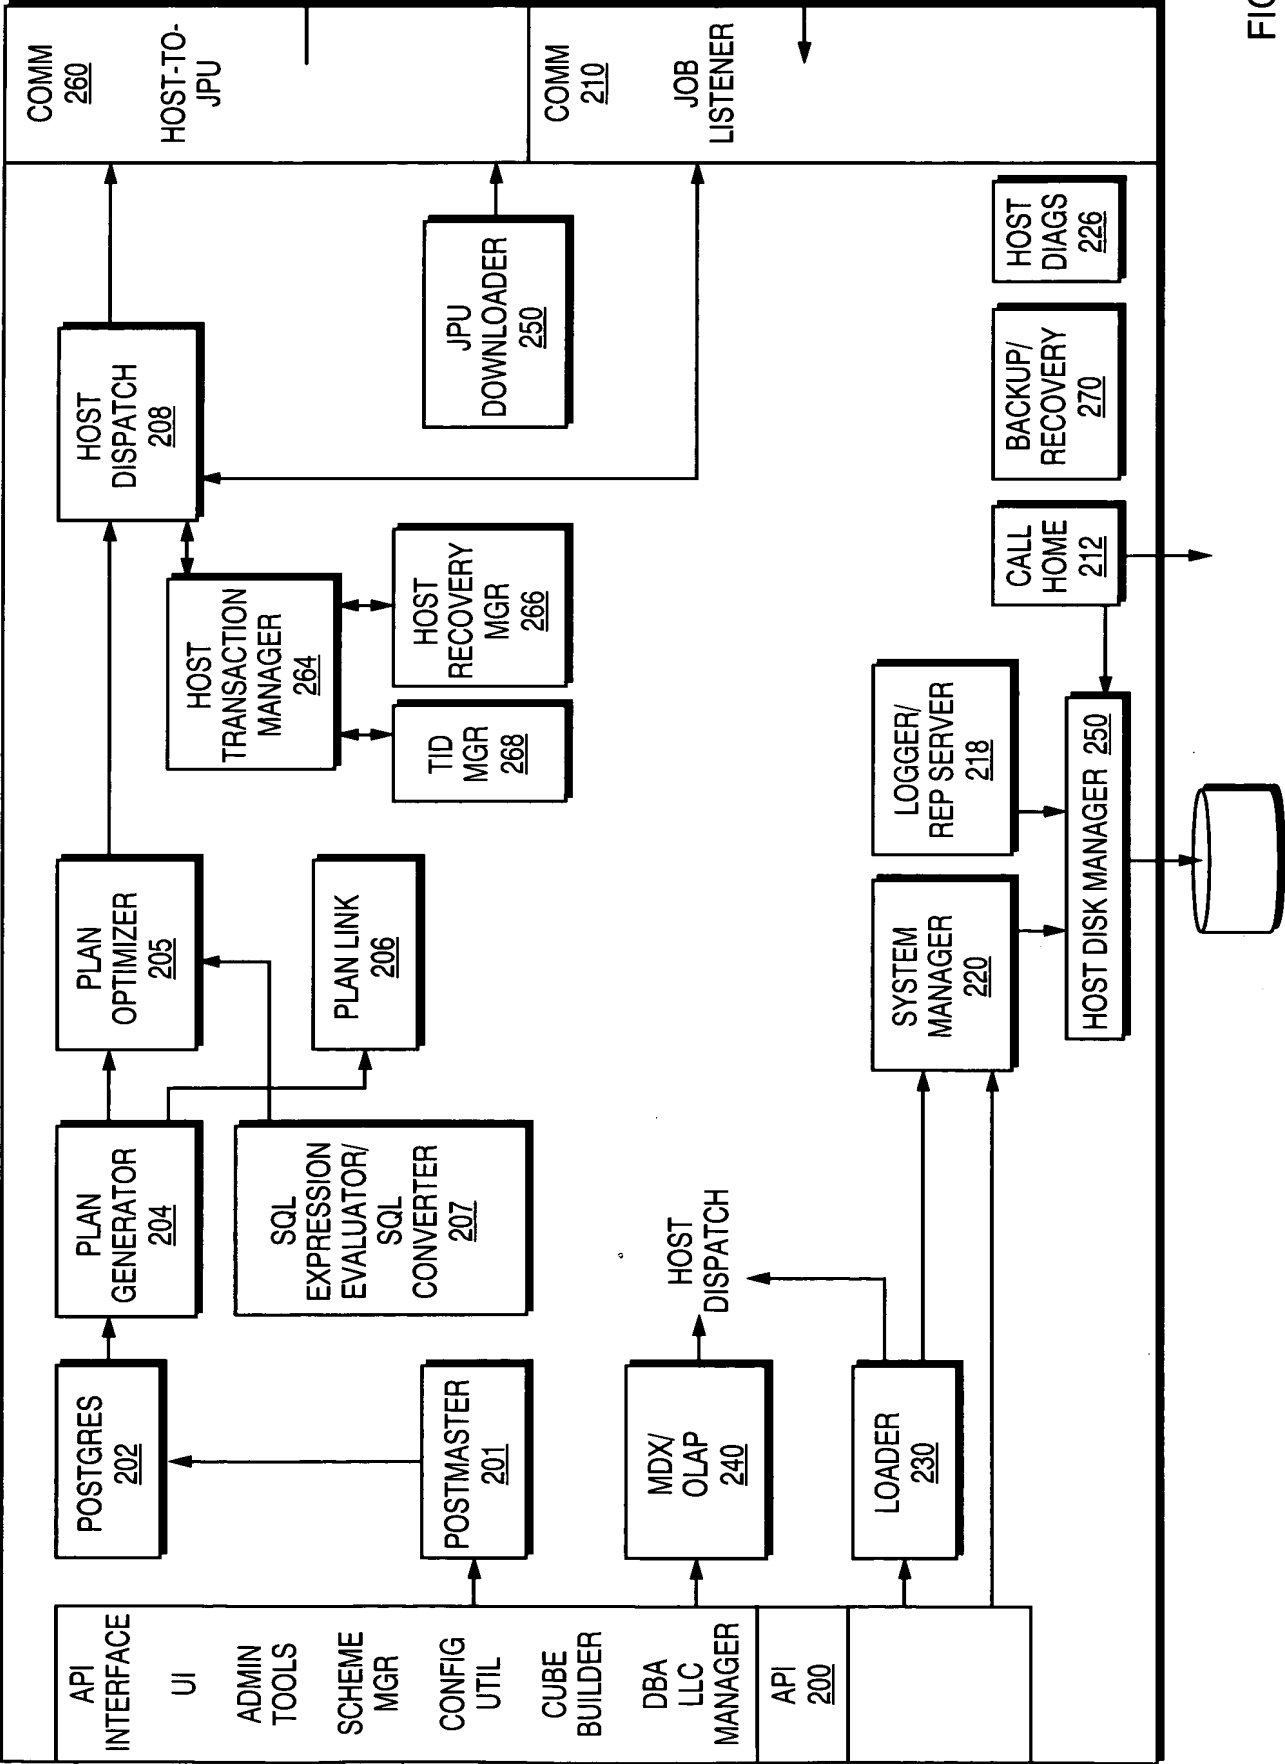 API
INTERFACE
UI
ADMIN
TOOLS
SCHEME
MGR
CONFIG
UTIL
CUBE
BUILDER
DBA
LLC
MANAGER
API
200
POSTGRES
202
POSTMASTER
201
MDX/
OLAP
240
LOADER
230
PLAN
GENERATOR
204
SQL
EXPRESSION
EVALUATOR/
SQL
CONVERTER
207
HOST
DISPATCH
PLAN
OPTIMIZER
205
PLAN LINK
206
SYSTEM
MANAGER
220
LOGGER/
REP SERVER
218
HOST DISK MANAGER 250
HOST
TRANSACTION
MANAGER
264
TID
MGR
268
HOST
RECOVERY
MGR
266
HOST
DISPATCH
208
JPU
DOWNLOADER
250
CALL
HOME
212
BACKUP/
RECOVERY
270
HOST
DIAGS
226
COMM
260
HOST-TO-
JPU
COMM
210
JOB
LISTENER